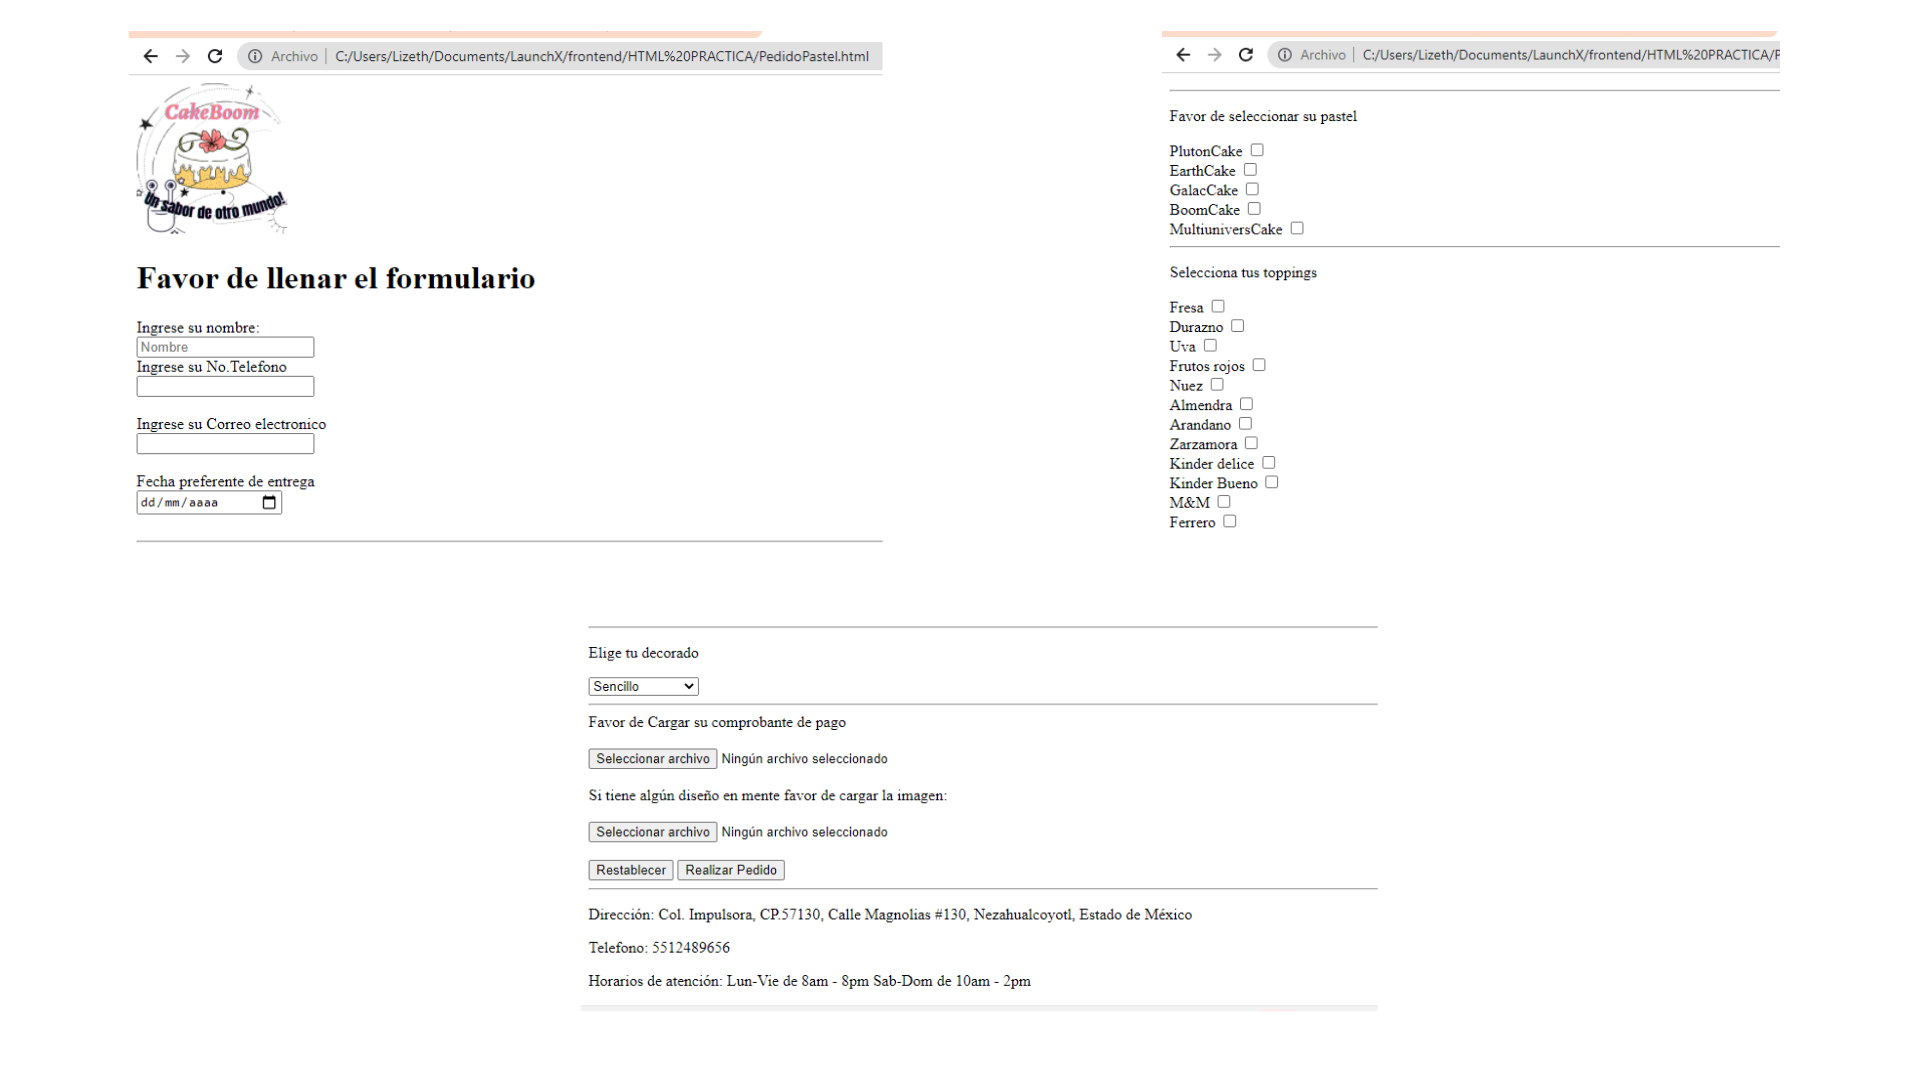 Archivo | C:/Users/Lizeth/Documents/LaunchX/frontend/HTML%20PRACTICA/PedidoPastel.html
CakeBoom
Un sabor de otro mundo!
Favor de llenar el formulario
Ingrese su nombre:
Nombre
Ingrese su No.Telefono
Ingrese su Correo electronico
Fecha preferente de entrega
dd/mm/aaaa
Archivo | C:/Users/Lizeth/Documents/LaunchX/frontend/HTML%20PRACTICA/P
Favor de seleccionar su pastel
PlutonCake
EarthCake
GalacCake
BoomCake
MultiuniversCake
Selecciona tus toppings
Fresa
Durazno
Uva
Frutos rojos
Nuez
Almendra
Arandano
Zarzamora
Kinder delice
Kinder Bueno
M&M
Ferrero
Elige tu decorado
Sencillo
Favor de Cargar su comprobante de pago
Seleccionar archivo Ningún archivo seleccionado
Si tiene algún diseño en mente favor de cargar la imagen:
Seleccionar archivo Ningún archivo seleccionado
Restablecer Realizar Pedido
Dirección: Col. Impulsora, CP.57130, Calle Magnolias #130, Nezahualcoyotl, Estado de México
Telefono: 5512489656
Horarios de atención: Lun-Vie de 8am - 8pm Sab-Dom de 10am - 2pm